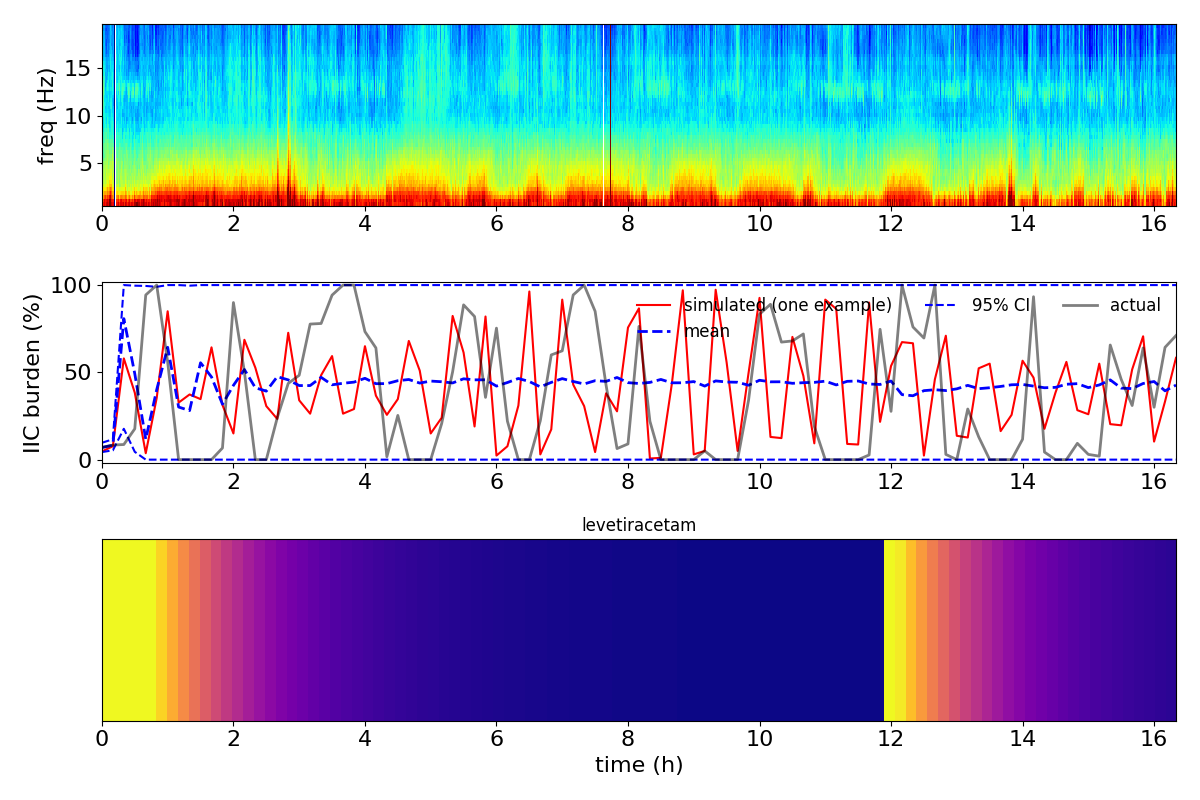 freq (Hz)
15
10
5
0 2 4 6 8 10 12 14 16
IIC burden (%)
100
50
0
simulated (one example)
mean
95% CI
actual
0 2 4 6 8 10 12 14 16
levetiracetam
0 2 4 6 8 10 12 14 16
time (h)